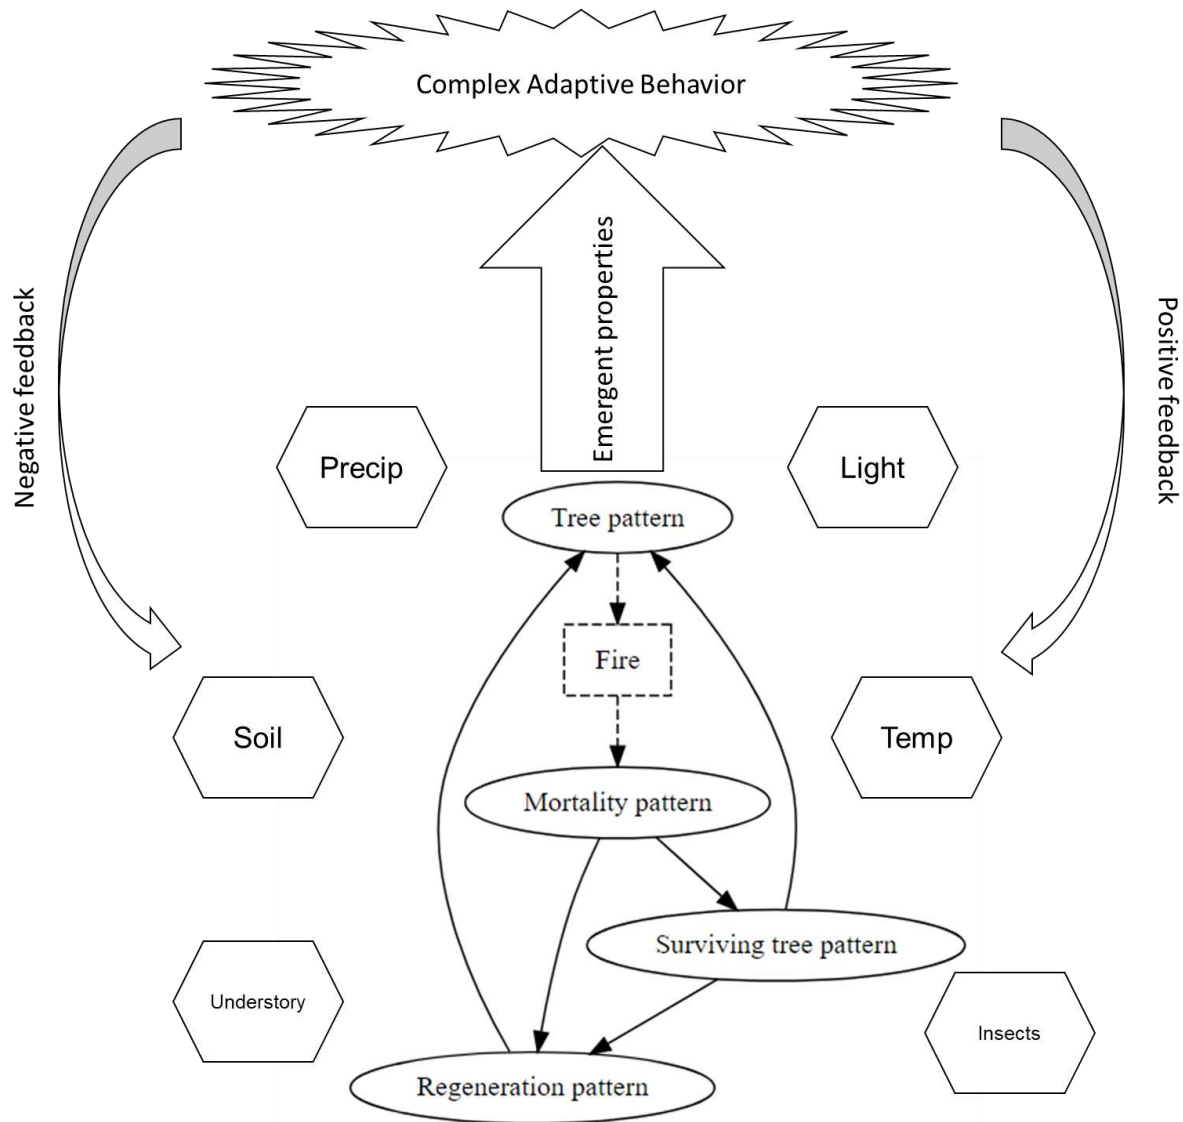 Complex Adaptive Behavior
Emergent properties
Negative feedback
Positive feedback
Precip
Light
Tree pattern
Fire
Soil
Temp
Mortality pattern
Surviving tree pattern
Understory
Insects
Regeneration pattern